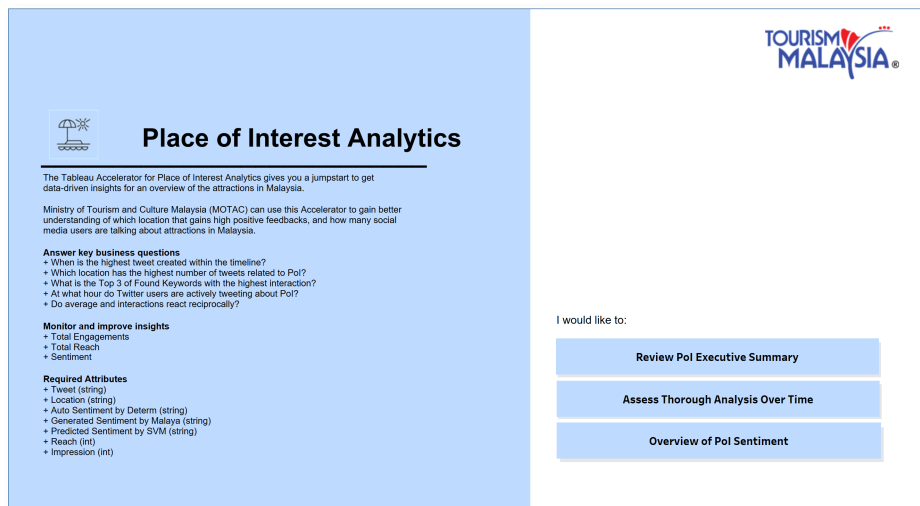 TOURISM
MALAYSIA ®
Place of Interest Analytics
The Tableau Accelerator for Place of Interest Analytics gives you a jumpstart to get
data-driven insights for an overview of the attractions in Malaysia.
Ministry of Tourism and Culture Malaysia (MOTAC) can use this Accelerator to gain better
understanding of which location that gains high positive feedbacks, and how many social
media users are talking about attractions in Malaysia.
Answer key business questions
+ When is the highest tweet created within the timeline?
+ Which location has the highest number of tweets related to PoI?
+ What is the Top 3 of Found Keywords with the highest interaction?
+ At what hour do Twitter users are actively tweeting about PoI?
+ Do average and interactions react reciprocally?
Monitor and improve insights
+ Total Engagements
+ Total Reach
+ Sentiment
Required Attributes
+ Tweet (string)
+ Location (string)
+ Auto Sentiment by Determ (string)
+ Generated Sentiment by Malaya (string)
+ Predicted Sentiment by SVM (string)
+ Reach (int)
+ Impression (int)
I would like to:
Review PoI Executive Summary
Assess Thorough Analysis Over Time
Overview of PoI Sentiment